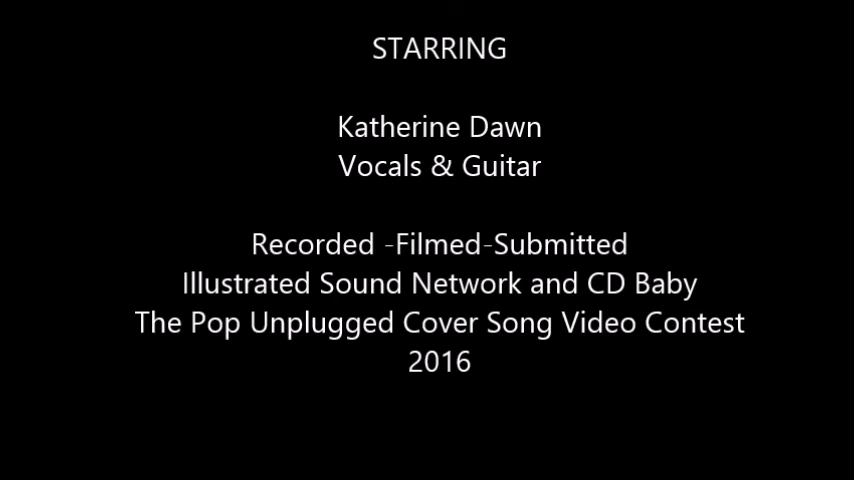 STARRING
Katherine Dawn
Vocals & Guitar
Recorded -Filmed-Submitted
Illustrated Sound Network and CD Baby
The Pop Unplugged Cover Song Video Contest
2016